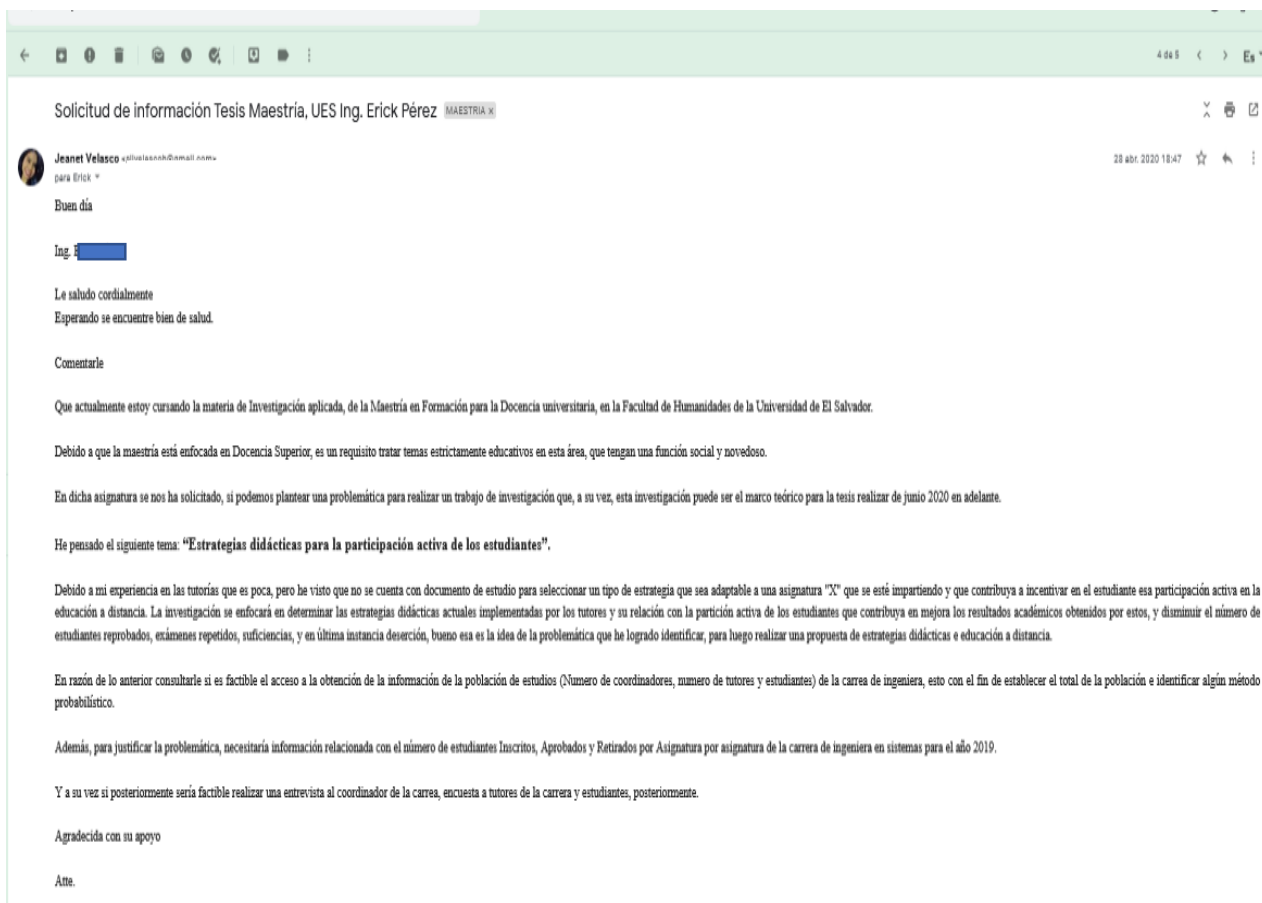 4 de 5
Es
Solicitud de información Tesis Maestría, UES Ing. Erick Pérez MAESTRIA x
Jeanet Velasco
28 abr. 2020 18:47
para Erick
Buen día
Ing. E
Le saludo cordialmente
Esperando se encuentre bien de salud.
Comentarle
Que actualmente estoy cursando la materia de Investigación aplicada, de la Maestría en Formación para la Docencia universitaria, en la Facultad de Humanidades de la Universidad de El Salvador.
Debido a que la maestría está enfocada en Docencia Superior, es un requisito tratar temas estrictamente educativos en esta área, que tengan una función social y novedoso.
En dicha asignatura se nos ha solicitado, si podemos plantear una problemática para realizar un trabajo de investigación que, a su vez, esta investigación puede ser el marco teórico para la tesis realizar de junio 2020 en adelante.
He pensado el siguiente tema: “Estrategias didácticas para la participación activa de los estudiantes”.
Debido a mi experiencia en las tutorías que es poca, pero he visto que no se cuenta con documento de estudio para seleccionar un tipo de estrategia que sea adaptable a una asignatura "X" que se esté impartiendo y que contribuya a incentivar en el estudiante esa participación activa en la
educación a distancia. La investigación se enfocará en determinar las estrategias didácticas actuales implementadas por los tutores y su relación con la partición activa de los estudiantes que contribuya en mejora los resultados académicos obtenidos por estos, y disminuir el número de
estudiantes reprobados, exámenes repetidos, suficiencias, y en última instancia deserción, bueno esa es la idea de la problemática que he logrado identificar, para luego realizar una propuesta de estrategias didácticas e educación a distancia.
En razón de lo anterior consultarle si es factible el acceso a la obtención de la información de la población de estudios (Numero de coordinadores, numero de tutores y estudiantes) de la carrea de ingeniera, esto con el fin de establecer el total de la población e identificar algún método
probabilístico.
Además, para justificar la problemática, necesitaría información relacionada con el número de estudiantes Inscritos, Aprobados y Retirados por Asignatura por asignatura de la carrera de ingeniera en sistemas para el año 2019.
Y a su vez si posteriormente sería factible realizar una entrevista al coordinador de la carrea, encuesta a tutores de la carrera y estudiantes, posteriormente.
Agradecida con su apoyo
Atte.